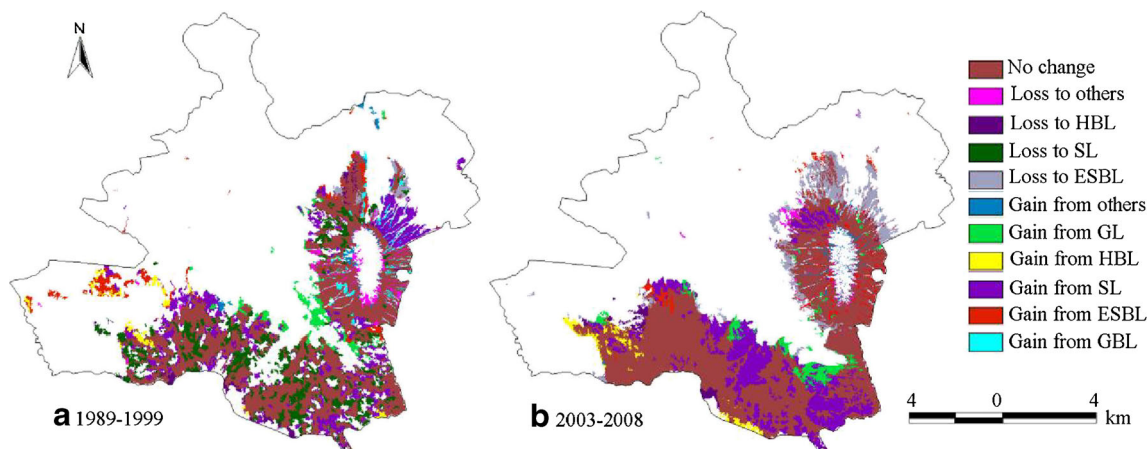 N
No change
Loss to others
Loss to HBL
Loss to SL
Loss to ESBL
Gain from others
Gain from GL
Gain from HBL
Gain from SL
Gain from ESBL
Gain from GBL
a 1989-1999
b 2003-2008
4 0 4
km